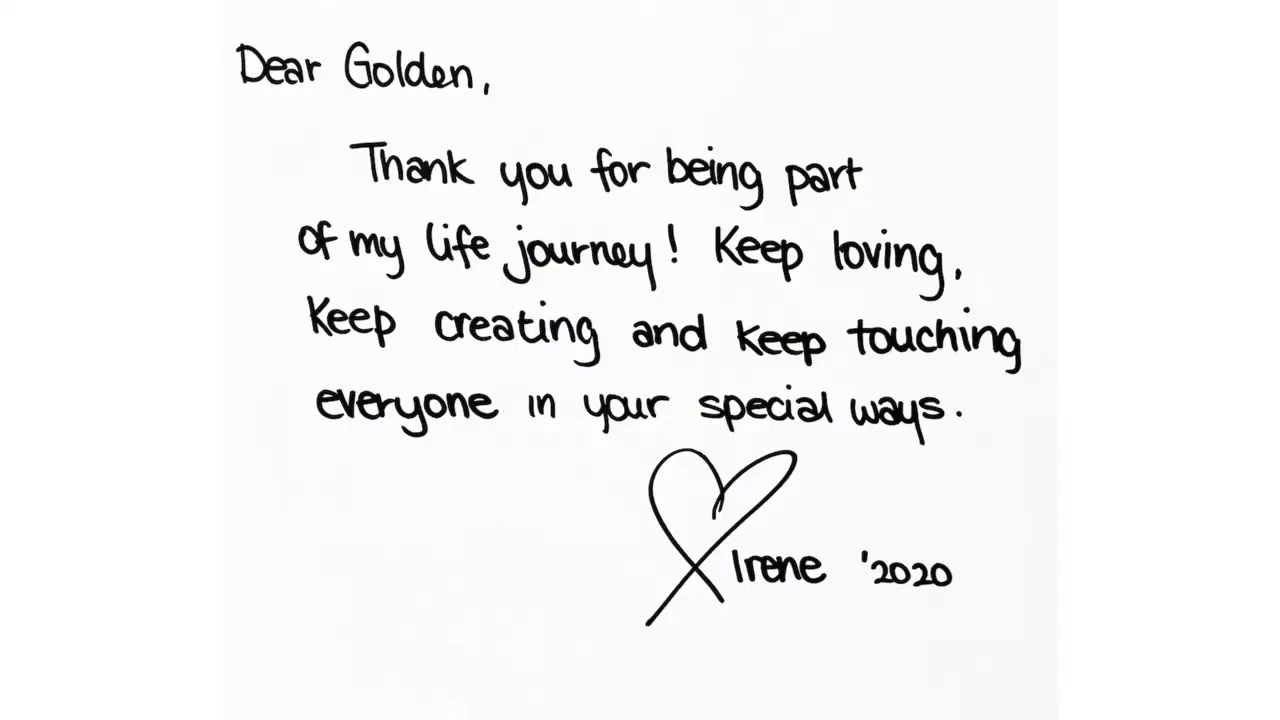 Dear Golden,
Thank you for being part
of my life journey! Keep loving,
Keep creating and keep touching
everyone in your special ways.
Irene '2020